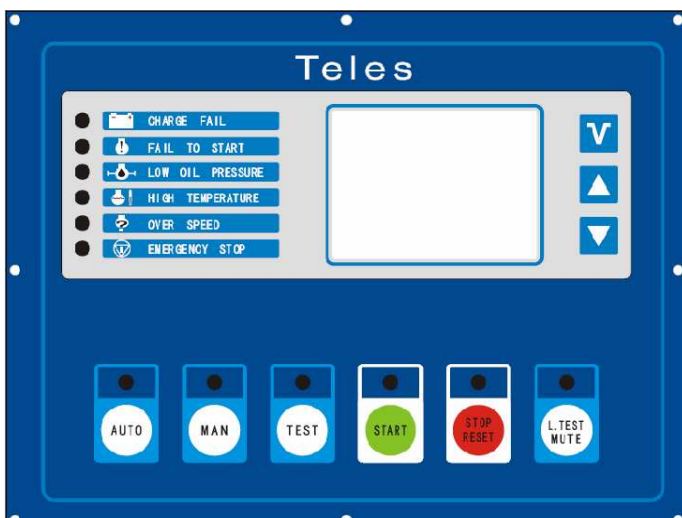 Teles
CHARGE FAIL
FAIL TO START
LOW OIL PRESSURE
HIGH TEMPERATURE
OVER SPEED
EMERGENCY STOP
AUTO
MAN
TEST
START
STOP
RESET
L.TEST
MUTE